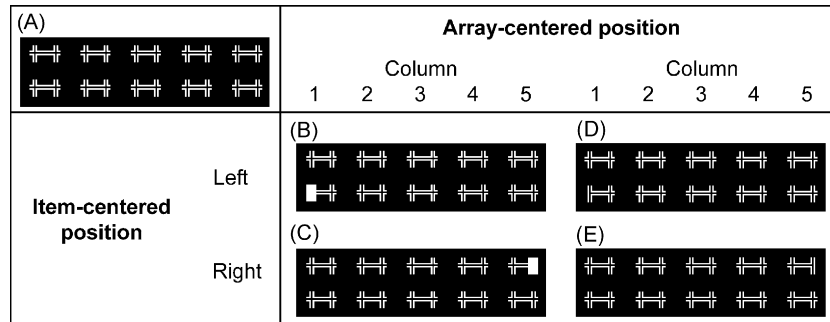 (A)
Array-centered position
Column Column
1 2 3 4 5 1 2 3 4 5
(B) (D)
Left
Item-centered
position
(C) (E)
Right